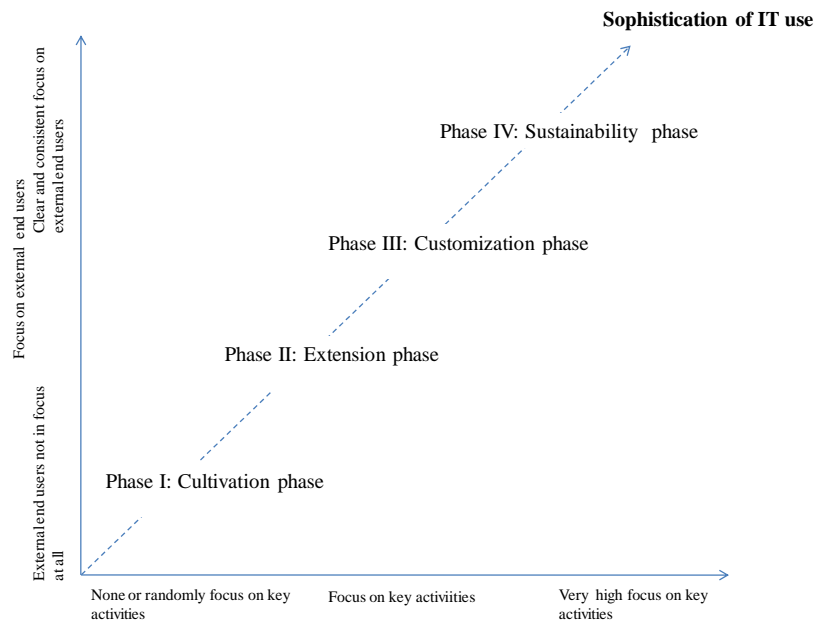 Sophistication of IT use
Phase IV: Sustainability phase
Phase III: Customization phase
Phase II: Extension phase
Phase I: Cultivation phase
Focus on external end users
Clear and consistent focus on
external end users
External end users not in focus
at all
None or randomly focus on key
activities
Focus on key activiities
Very high focus on key
activities